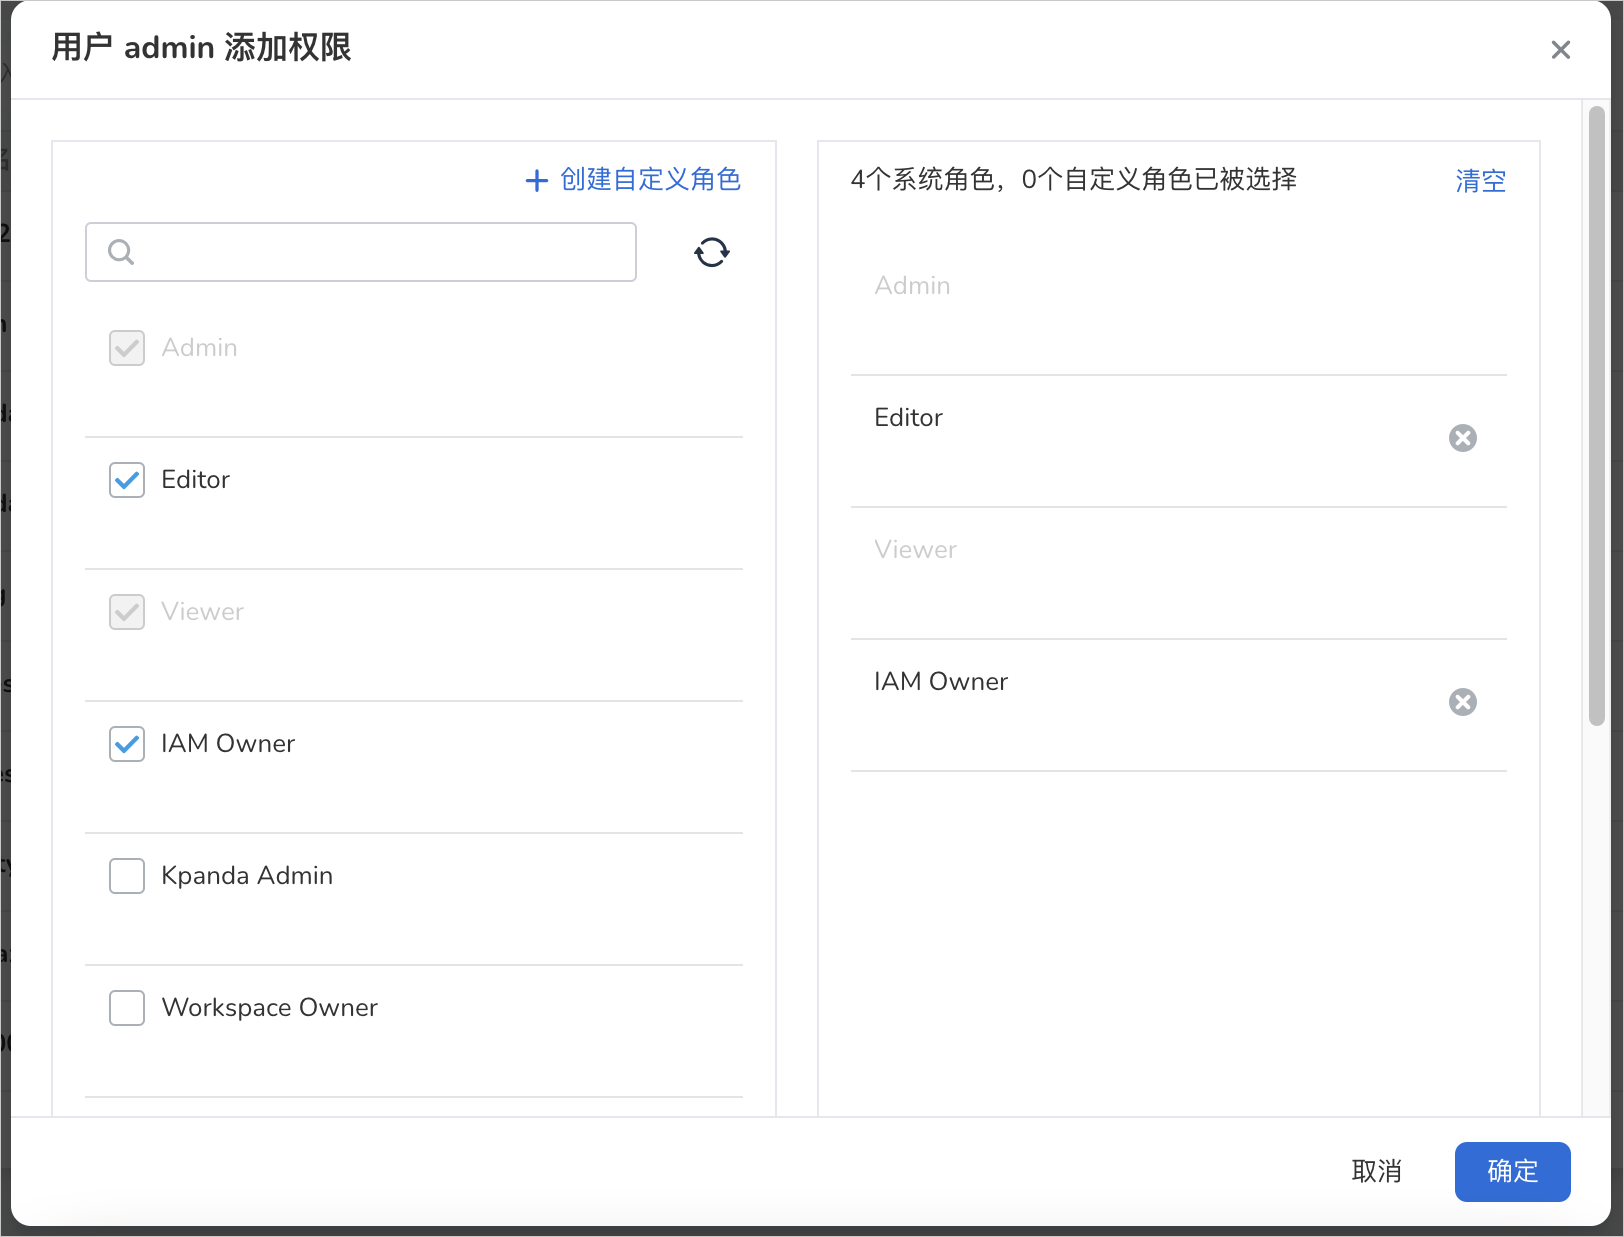 用户 admin 添加权限
创建自定义角色
Admin
Editor
Viewer
IAM Owner
Kpanda Admin
Workspace Owner
4个系统角色，0个自定义角色已被选择
清空
Admin
Editor
Viewer
IAM Owner
取消
确定